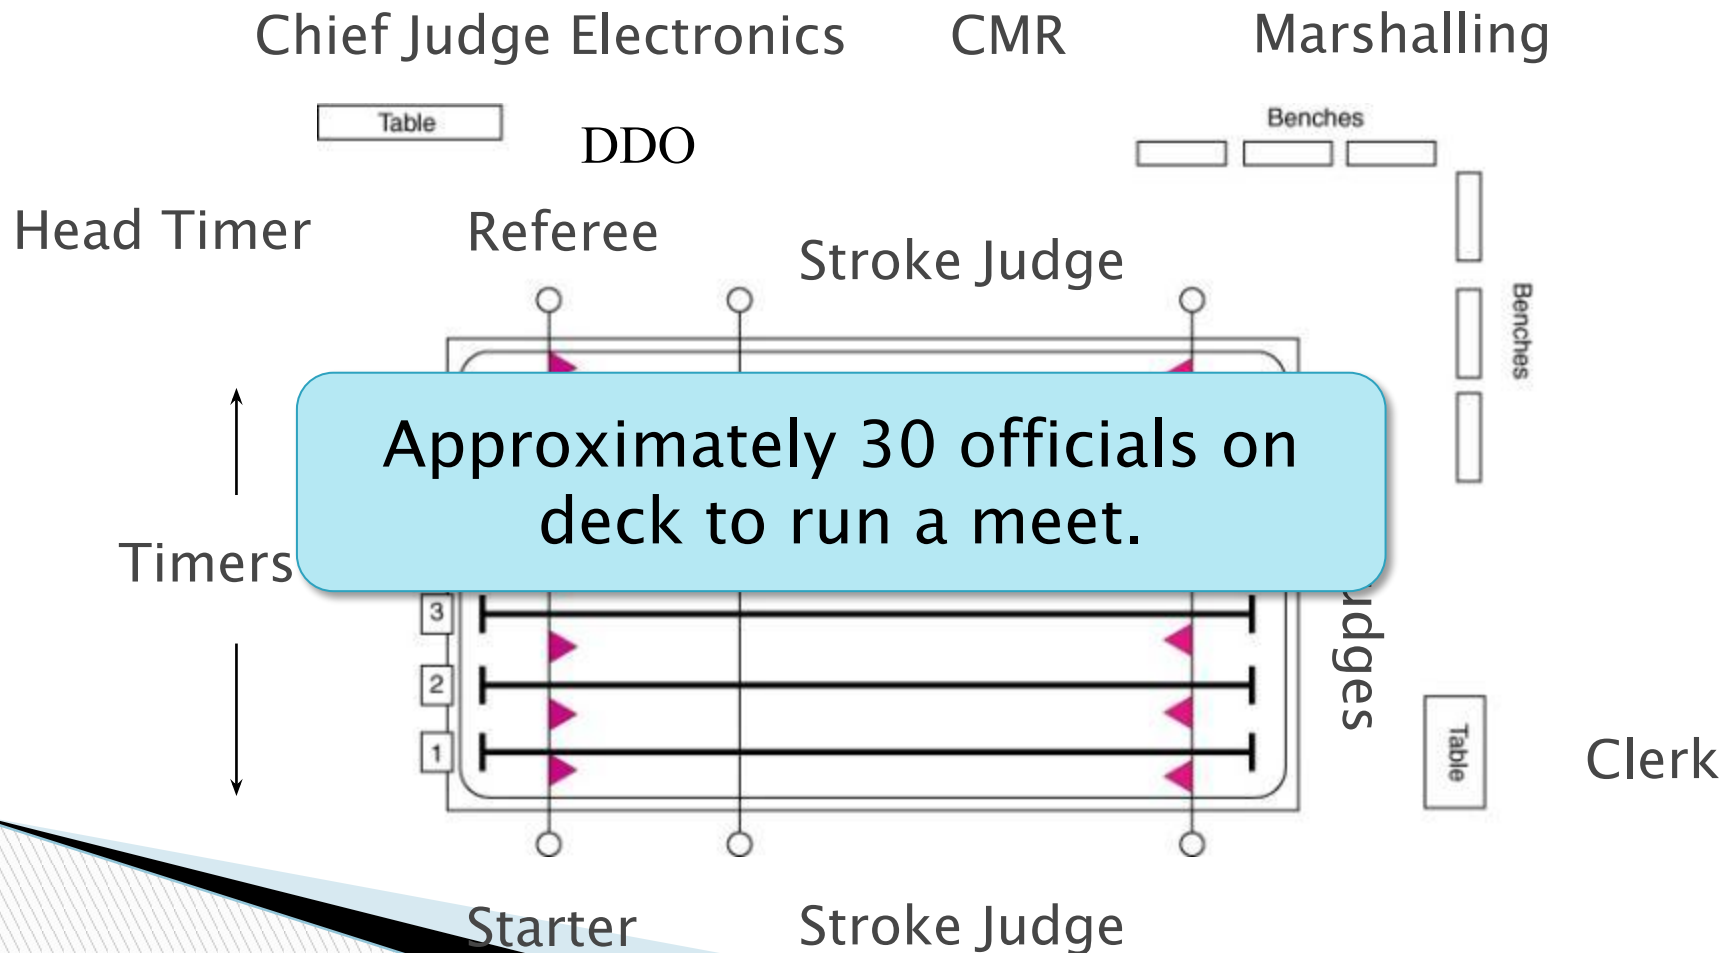 Chief Judge Electronics
CMR
Marshalling
Table
DDO
Benches
Head Timer
Referee
Stroke Judge
Benches
Approximately 30 officials on
deck to run a meet.
Timers
3
2
1
Table
Clerk
Starter
Stroke Judge